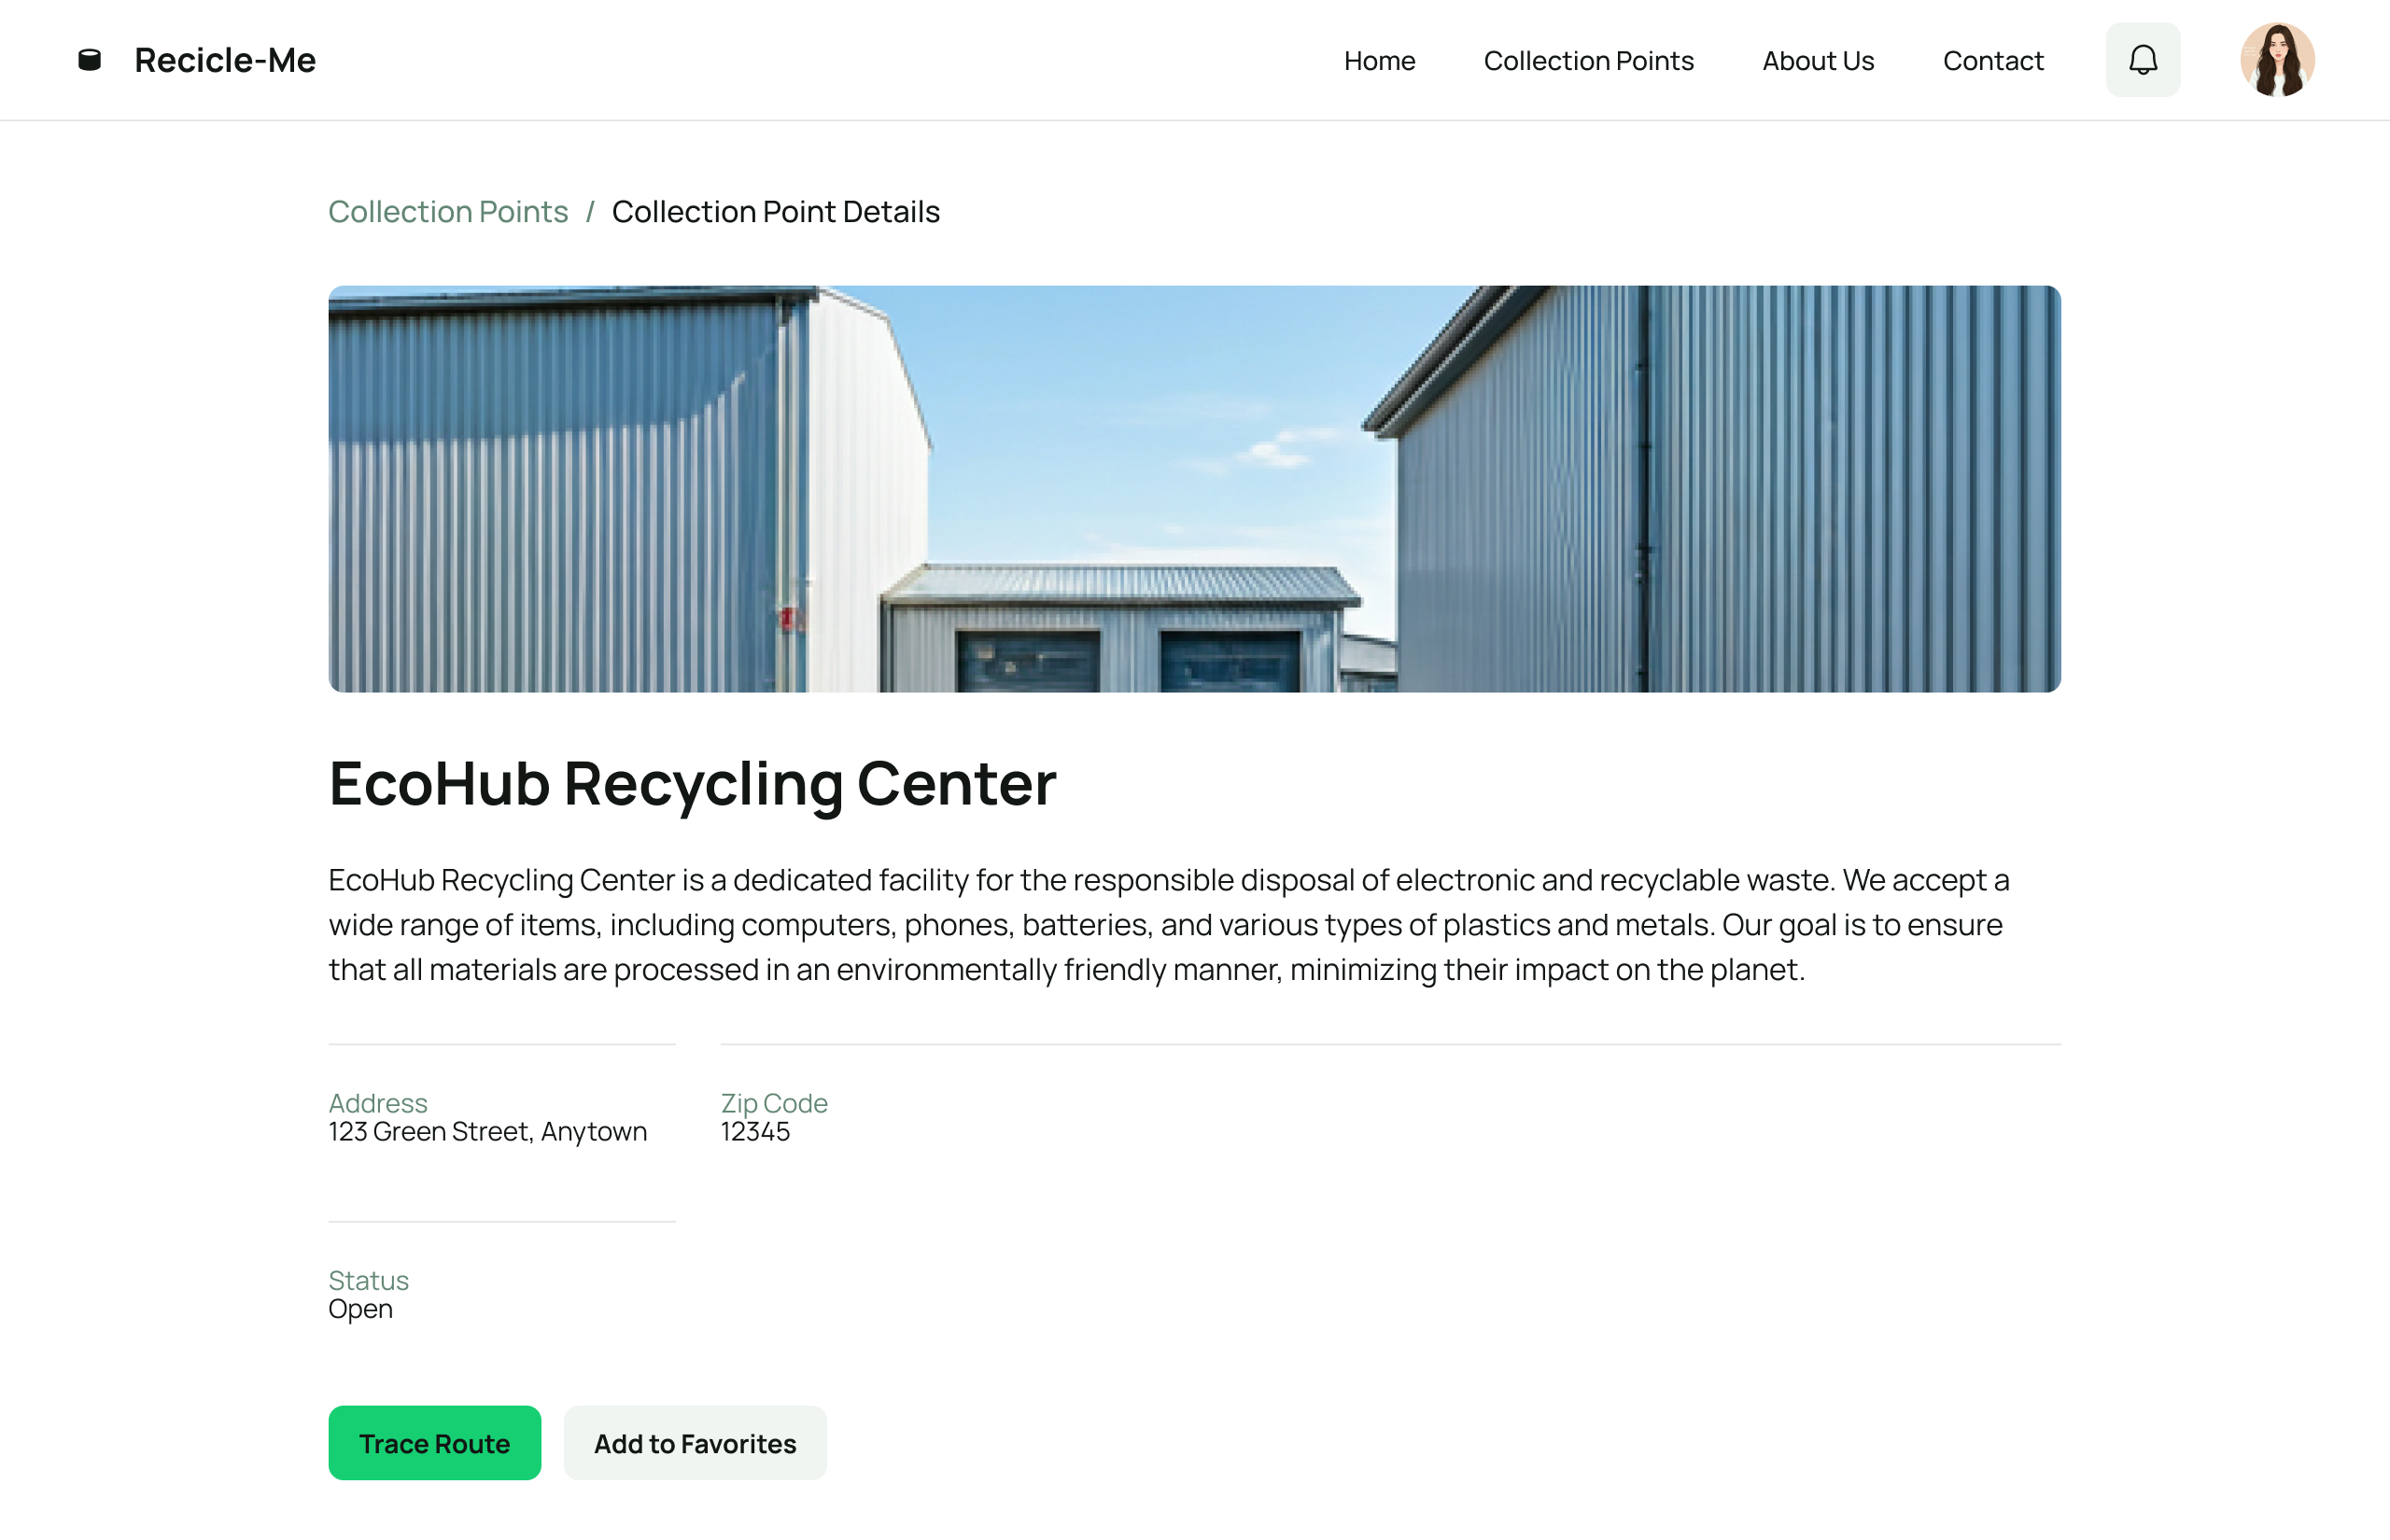 Recicle-Me
Home
Collection Points
About Us
Contact
Collection Points / Collection Point Details
EcoHub Recycling Center
EcoHub Recycling Center is a dedicated facility for the responsible disposal of electronic and recyclable waste. We accept a
wide range of items, including computers, phones, batteries, and various types of plastics and metals. Our goal is to ensure
that all materials are processed in an environmentally friendly manner, minimizing their impact on the planet.
Address
123 Green Street, Anytown
Zip Code
12345
Status
Open
Trace Route
Add to Favorites